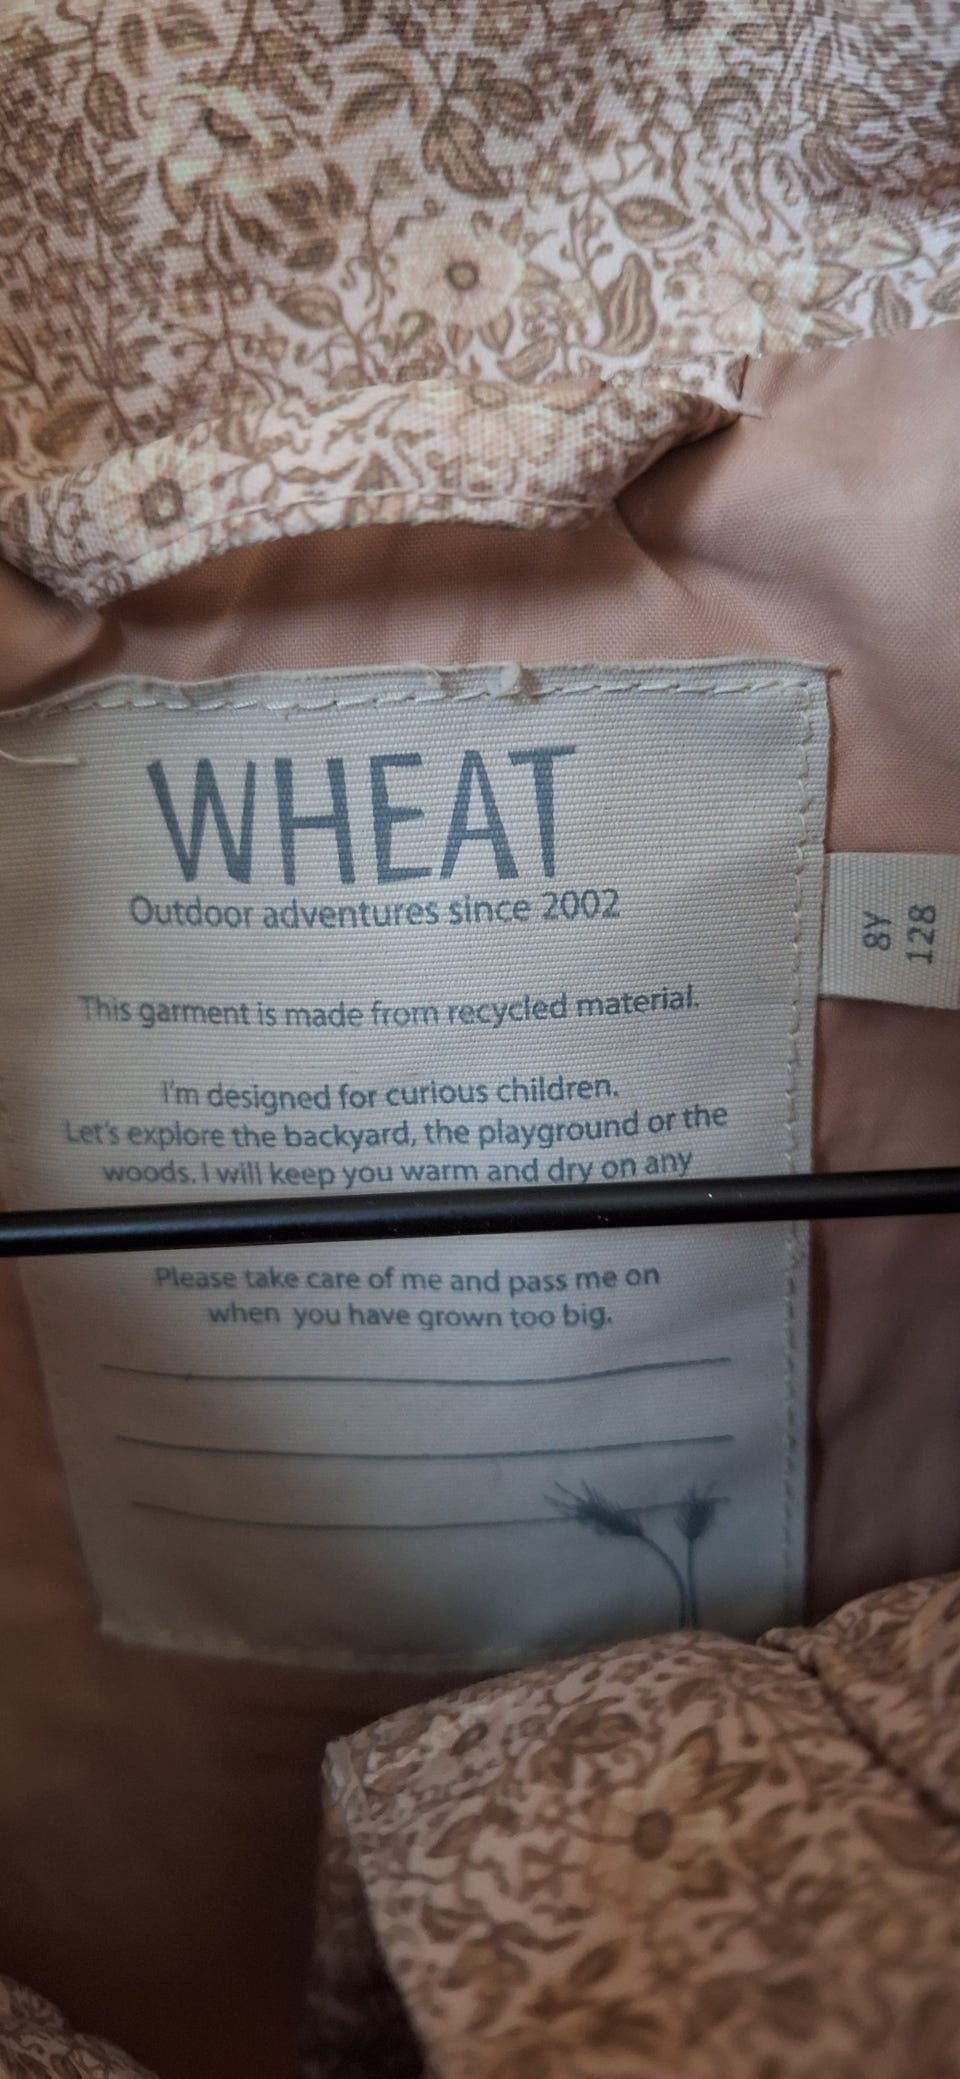 WHEAT
Outdoor adventures since 2002
This garment is made from recycled material.
I'm designed for curious children.
Let's explore the backyard, the playground or the
woods. I will keep you warm and dry on any
Please take care of me and pass me on
when you have grown too big.
8Y
128